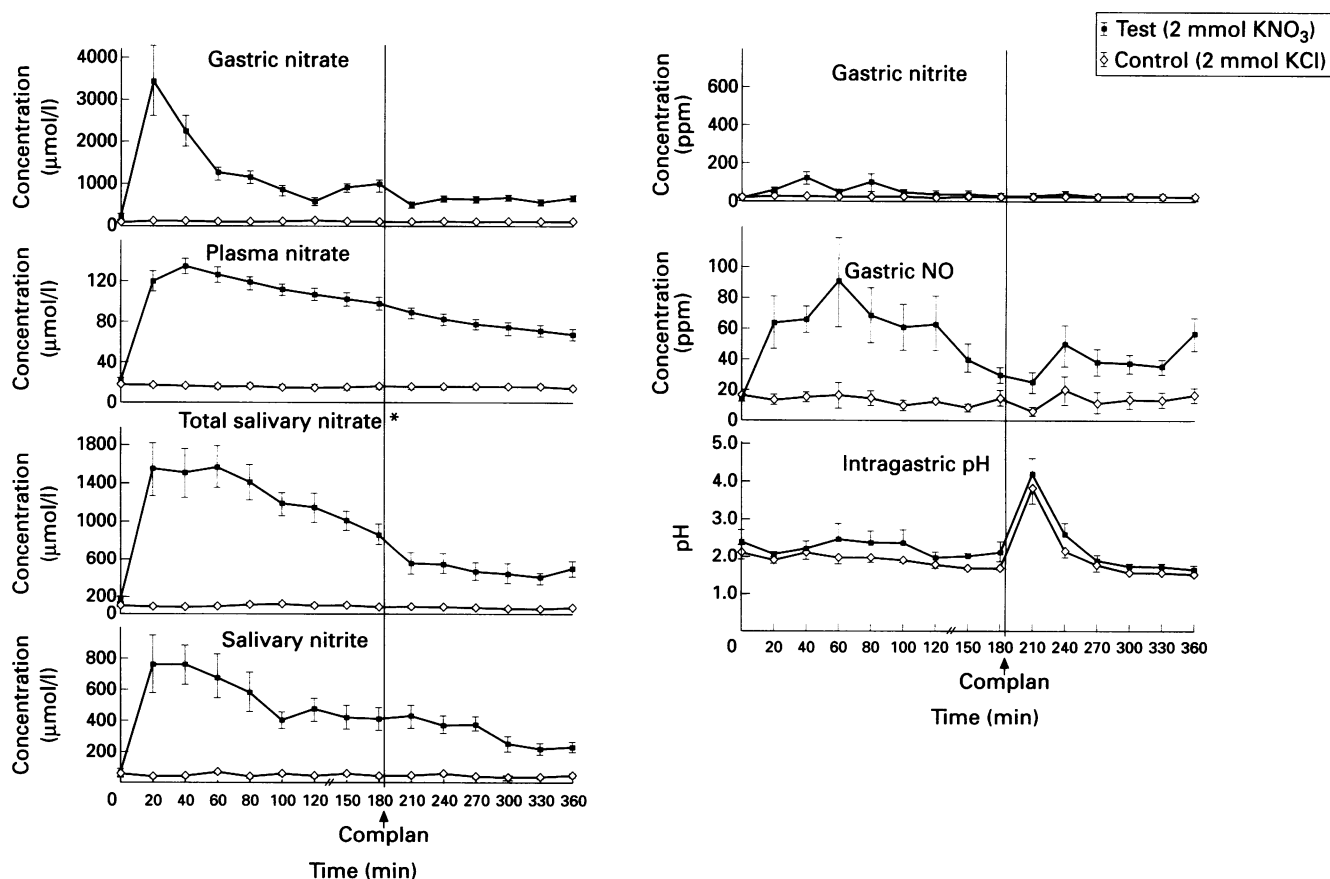 Test (2 mmol KNO₃)
Control (2 mmol KCl)
Gastric nitrate
Concentration
(µmol/l)
4000
3000
2000
1000
0
Plasma nitrate
Concentration
(µmol/l)
120
80
40
0
Total salivary nitrate *
Concentration
(µmol/l)
1800
1400
1000
600
200
0
Salivary nitrite
Concentration
(µmol/l)
800
600
400
200
0 20 40 60 80 100 120 150 180 210 240 270 300 330 360
Complan
Time (min)
Gastric nitrite
Concentration
(ppm)
600
400
200
0
Gastric NO
Concentration
(ppm)
100
80
60
40
20
0
Intragastric pH
pH
5.0
4.0
3.0
2.0
1.0
0 20 40 60 80 100 120 150 180 210 240 270 300 330 360
Complan
Time (min)